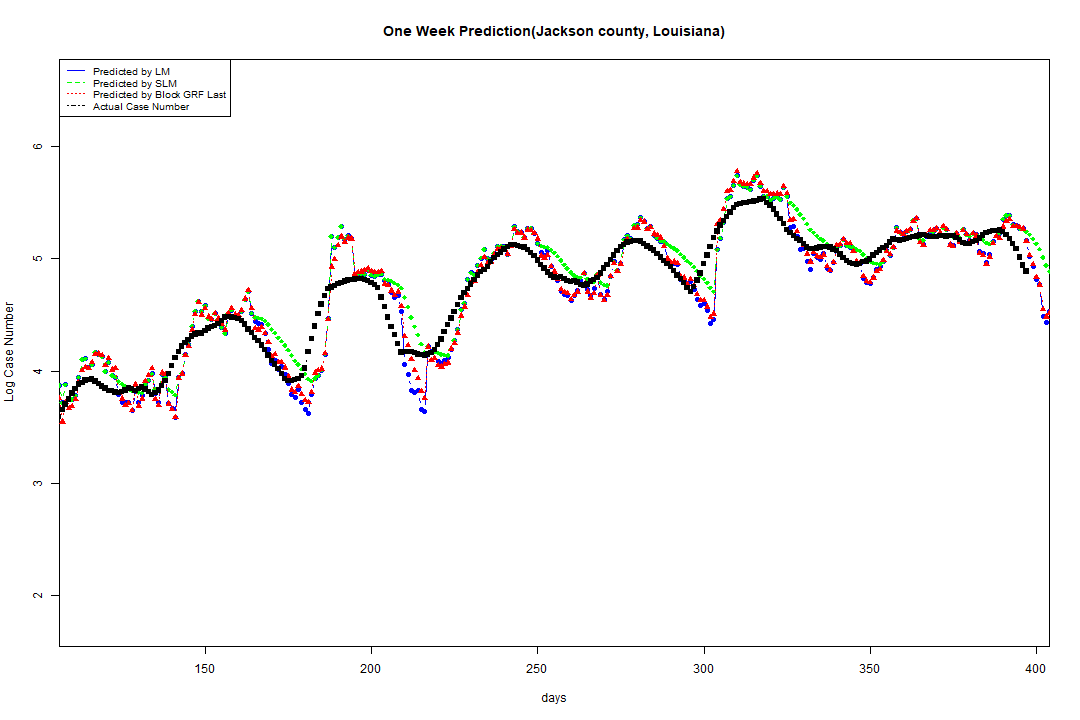 One Week Prediction(Jackson county, Louisiana)
Predicted by LM
Predicted by SLM
Predicted by Block GRF Last
Actual Case Number
6
5
4
3
2
Log Case Number
150 200 250 300 350 400
days